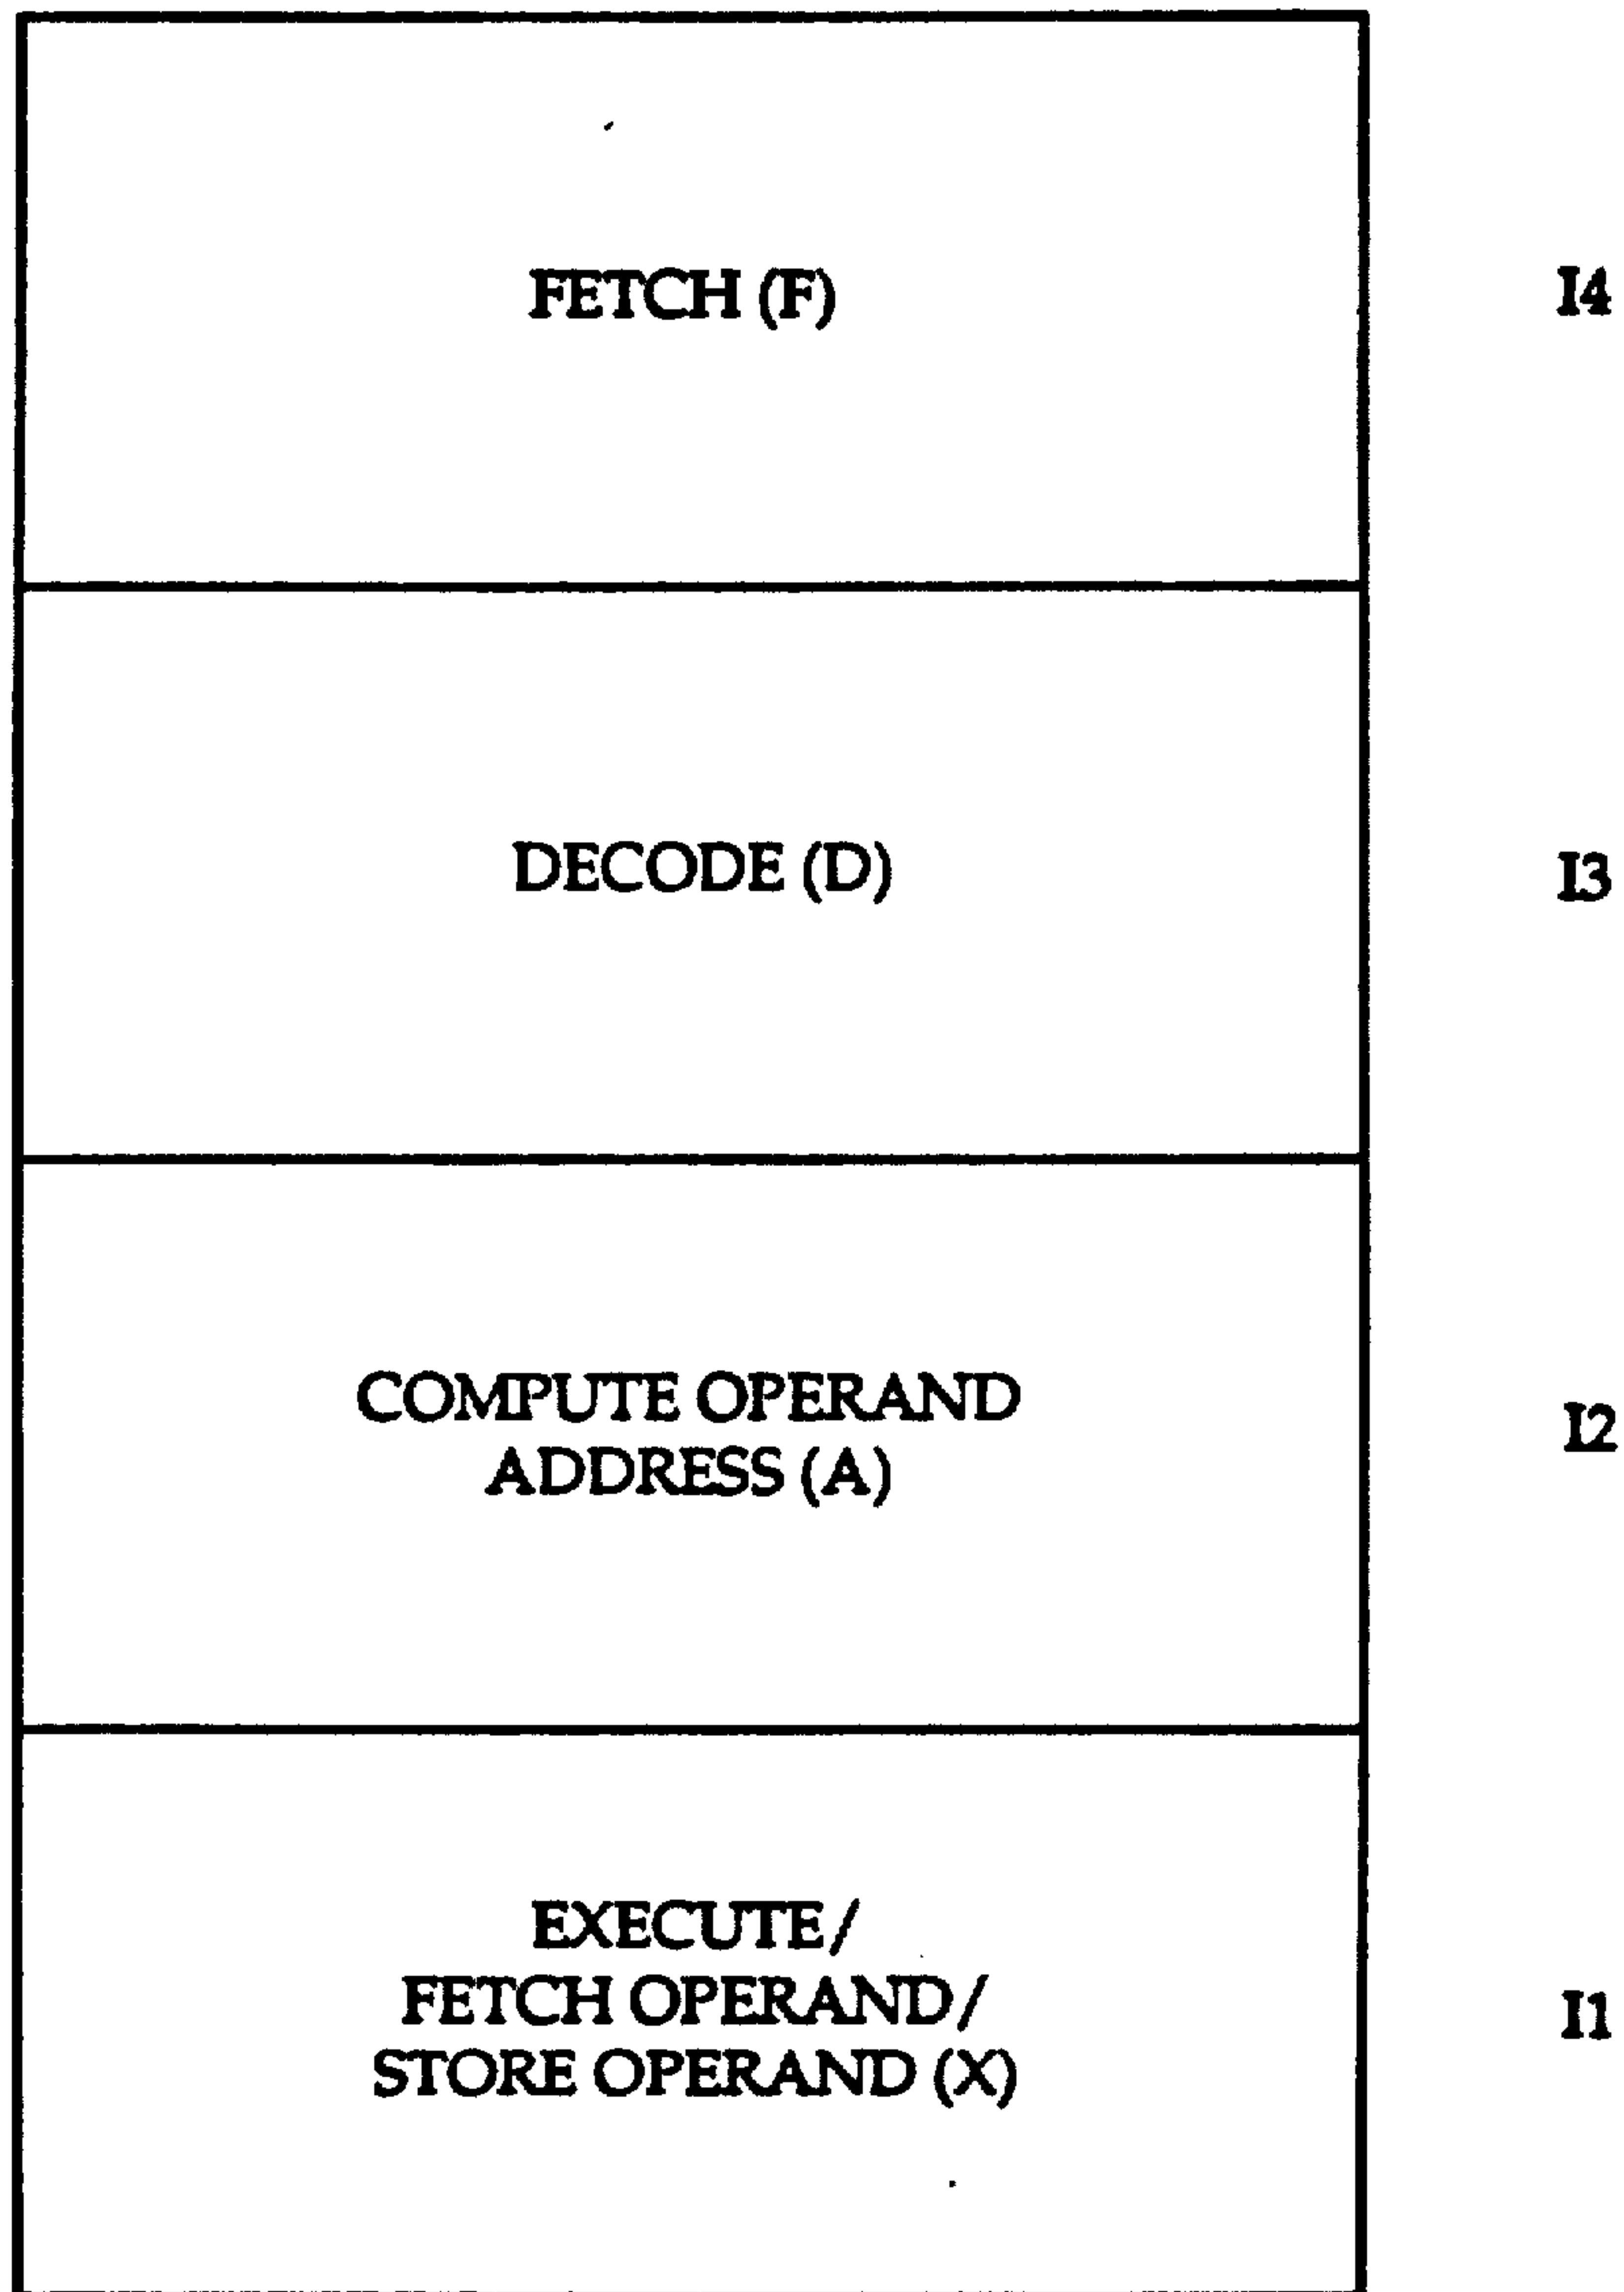 FETCH (F)
I4
DECODE (D)
I3
COMPUTE OPERAND
ADDRESS (A)
I2
EXECUTE/
FETCH OPERAND/
STORE OPERAND (X)
I1